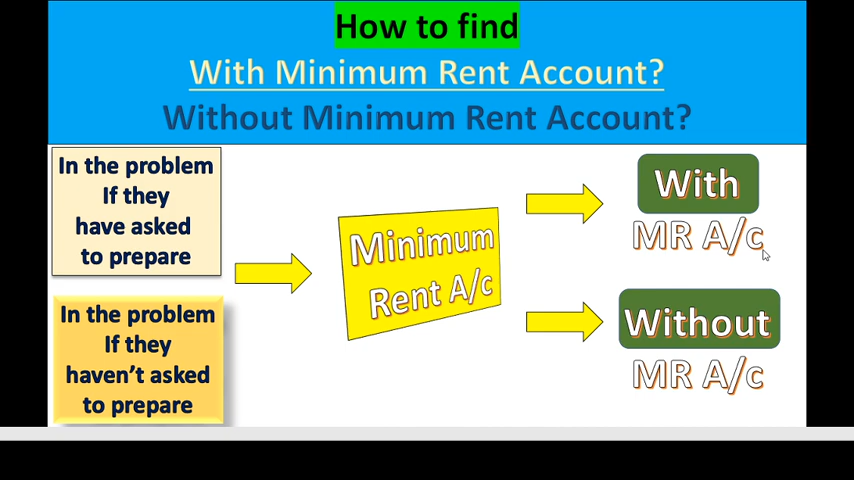 How to find
With Minimum Rent Account?
Without Minimum Rent Account?
In the problem
If they
have asked
to prepare
In the problem
If they
haven't asked
to prepare
Minimum
Rent A/c
With
MR A/c
Without
MR A/c